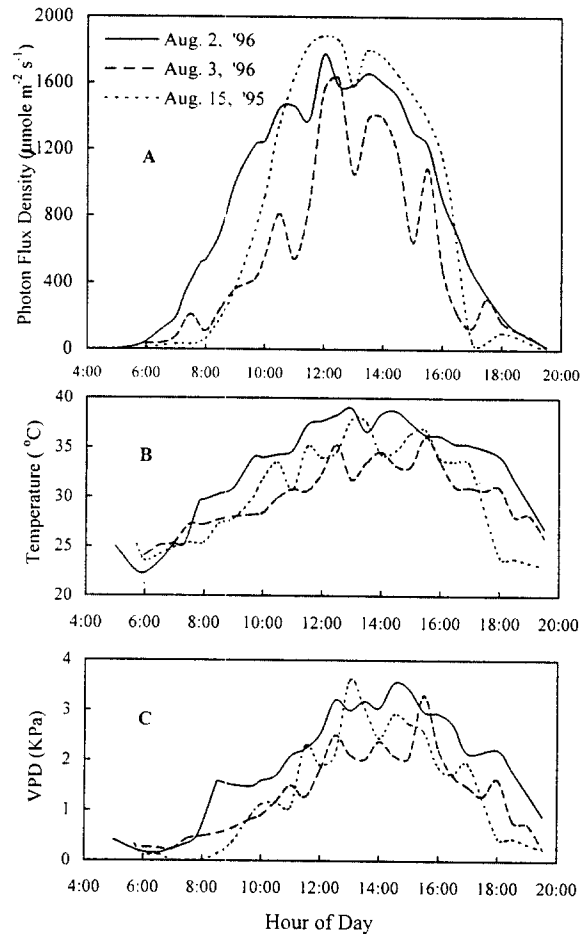 2000
1600
1200
800
400
0
Photon Flux Density (µmole m-2 s-1)
Aug. 2, '96
Aug. 3, '96
Aug. 15, '95
A
4:00 6:00 8:00 10:00 12:00 14:00 16:00 18:00 20:00
40
35
30
25
20
Temperature ( °C)
B
4:00 6:00 8:00 10:00 12:00 14:00 16:00 18:00 20:00
4
3
2
1
0
VPD (KPa)
C
4:00 6:00 8:00 10:00 12:00 14:00 16:00 18:00 20:00
Hour of Day